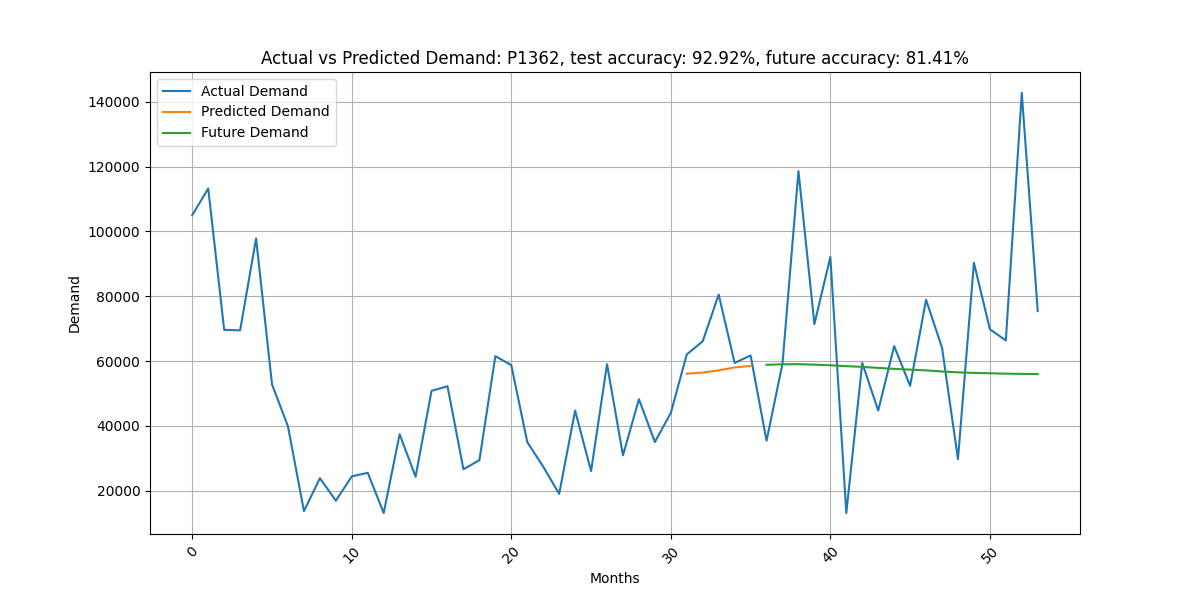 Actual vs Predicted Demand: P1362, test accuracy: 92.92%, future accuracy: 81.41%
Actual Demand
Predicted Demand
Future Demand
140000
120000
100000
80000
60000
40000
20000
Demand
0
10
20
30
40
50
Months